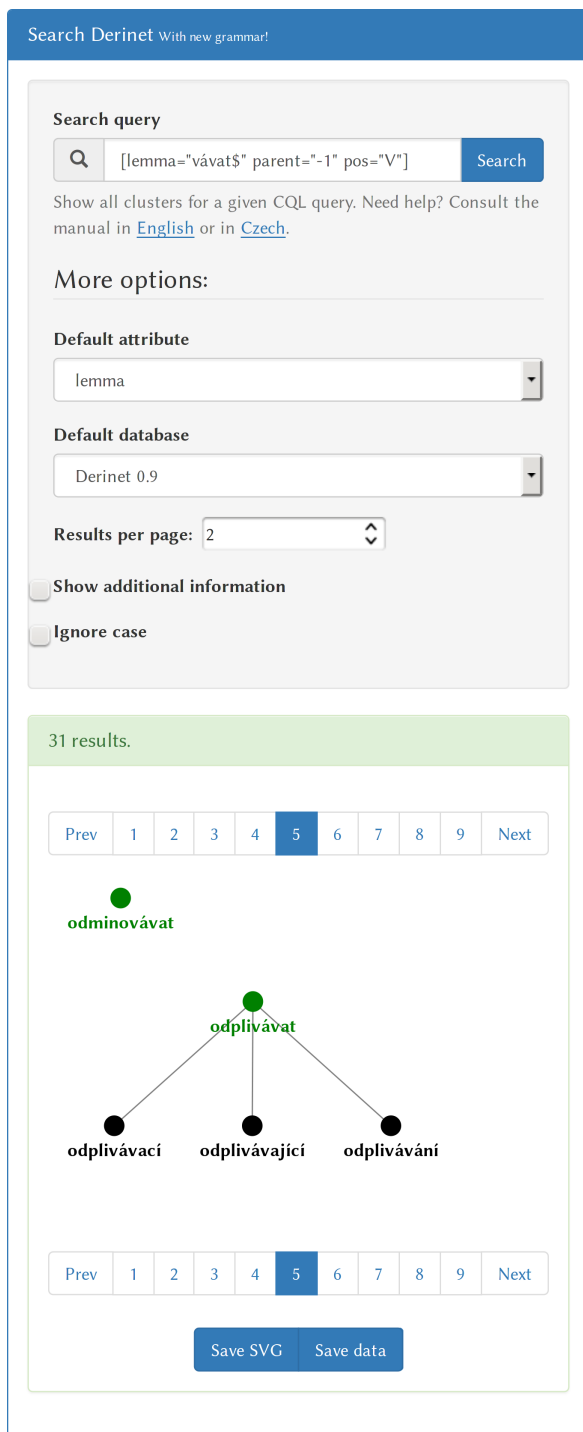 Search Derinet With new grammar!
Search query
[lemma="vávat$" parent="-1" pos="V"]
Search
Show all clusters for a given CQL query. Need help? Consult the
manual in English or in Czech.
More options:
Default attribute
lemma
Default database
Derinet 0.9
Results per page: 2
Show additional information
Ignore case
31 results.
Prev 1 2 3 4 5 6 7 8 9 Next
odminovávat
odplivávat
odplivávací odplivávající odplivávání
Prev 1 2 3 4 5 6 7 8 9 Next
Save SVG Save data